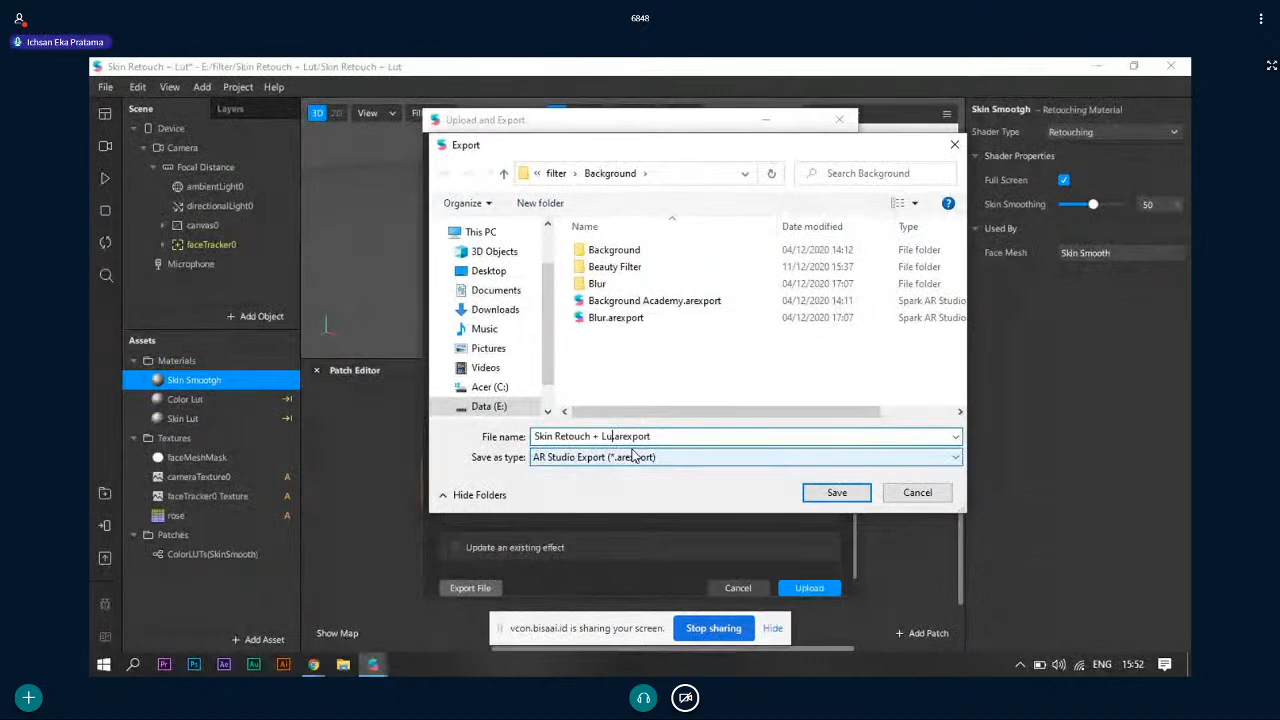 6848
Ichsan Eka Pratama
Skin Retouch + Lut* - E:/filter/Skin Retouch + Lut/Skin Retouch + Lut
File Edit View Add Project Help
Scene Layers
Device
Camera
Focal Distance
ambientLight0
directionalLight0
canvas0
faceTracker0
Microphone
+ Add Object
Assets
Materials
Skin Smootgh
Color Lut
Skin Lut
Textures
faceMeshMask
cameraTexture0 A
faceTracker0 Texture A
rose A
Patches
ColorLUTs(SkinSmooth)
+ Add Asset
3D 2D View
Patch Editor
Show Map
+ Add Patch
Upload and Export
Export
« filter › Background ›
Search Background
Organize New folder
This PC
3D Objects
Desktop
Documents
Downloads
Music
Pictures
Videos
Acer (C:)
Data (E:)
Name Date modified Type
Background 04/12/2020 14:12 File folder
Beauty Filter 11/12/2020 15:37 File folder
Blur 04/12/2020 17:07 File folder
Background Academy.arexport 04/12/2020 14:11 Spark AR Studio
Blur.arexport 04/12/2020 17:07 Spark AR Studio
File name: Skin Retouch + Lu.arexport
Save as type: AR Studio Export (*.arexport)
Hide Folders Save Cancel
Update an existing effect
Export File Cancel Upload
vcon.bisaai.id is sharing your screen. Stop sharing Hide
Skin Smootgh – Retouching Material
Shader Type Retouching
Shader Properties
Full Screen
Skin Smoothing 50
Used By
Face Mesh Skin Smooth
Pr Ps Ae Au Ai
ENG 15:52